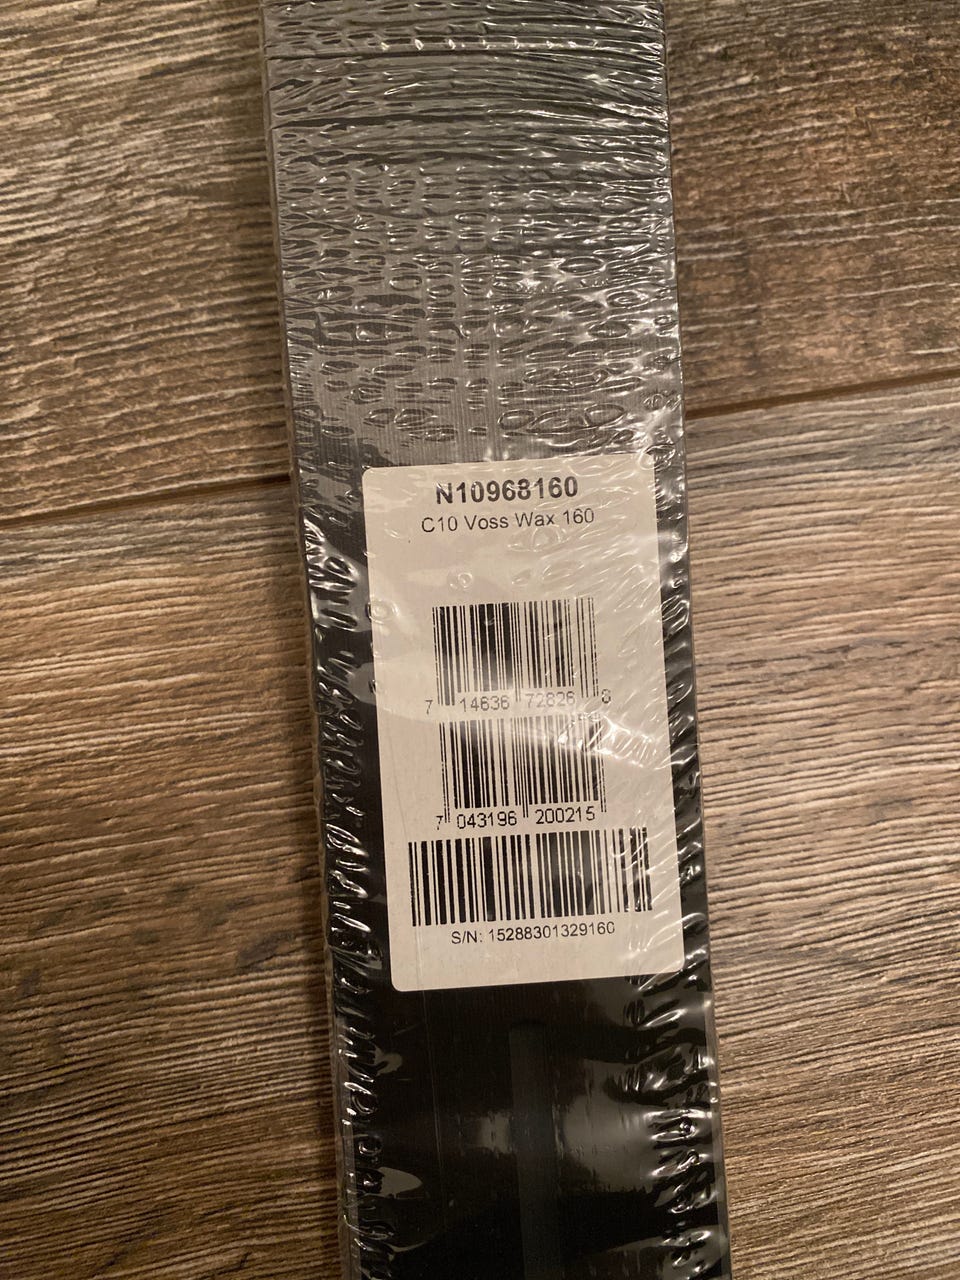 N10968160
C10 Voss Wax 160
7 14636 72826 8
7 043196 200215
S/N: 15288301329160